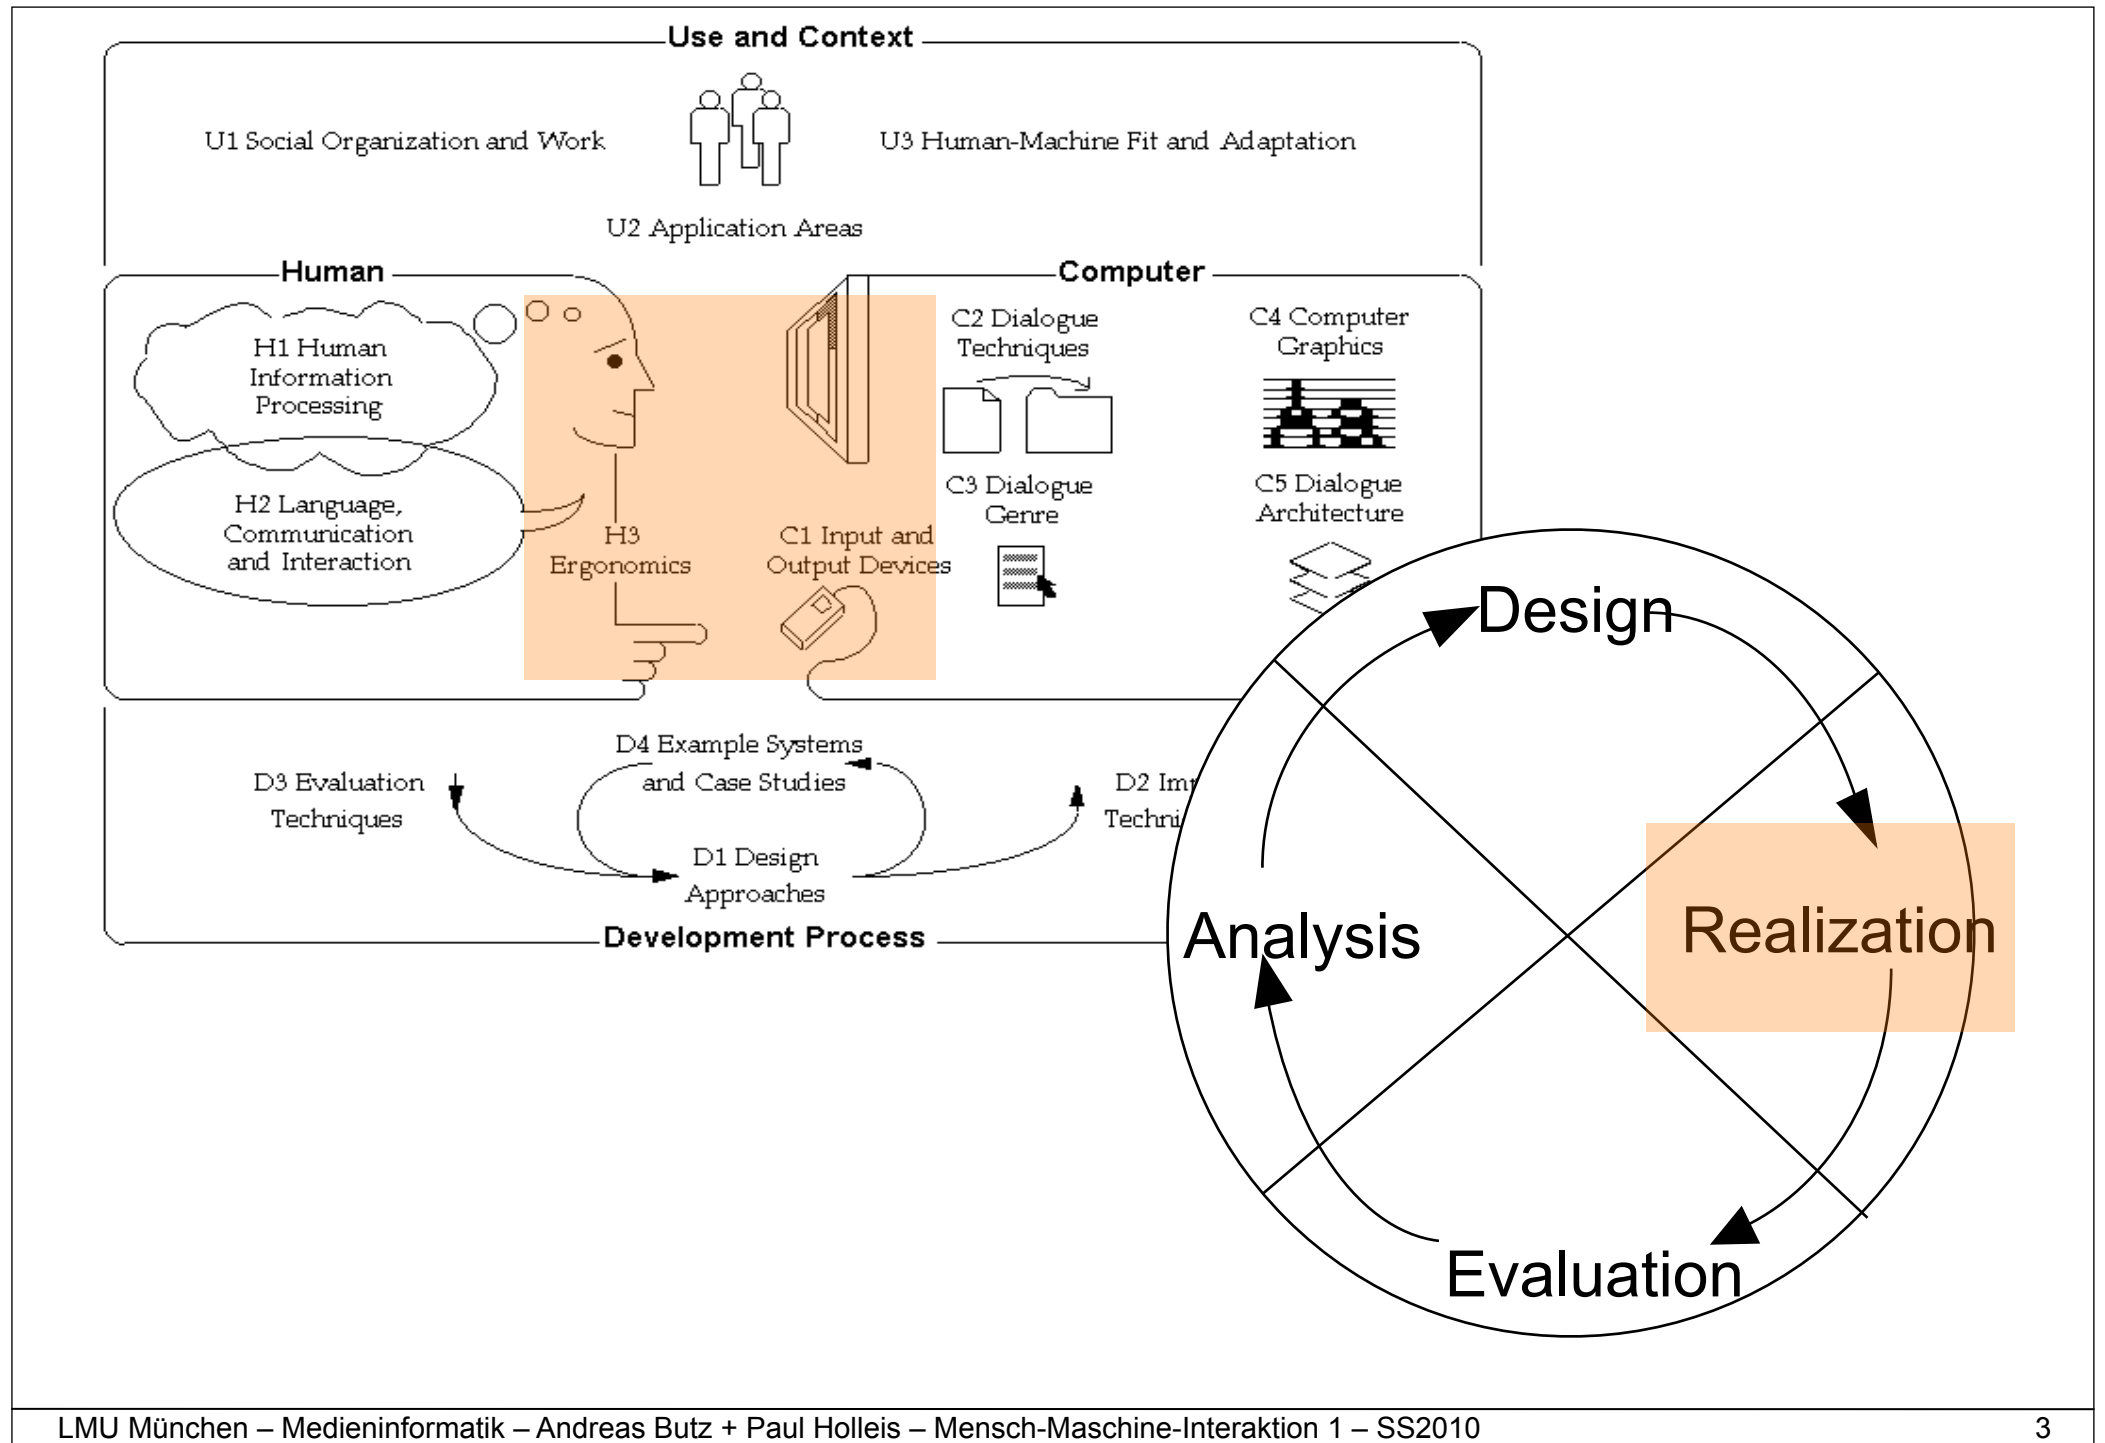 Use and Context
U1 Social Organization and Work
U3 Human-Machine Fit and Adaptation
U2 Application Areas
Human
Computer
H1 Human
Information
Processing
H2 Language,
Communication
and Interaction
H3
Ergonomics
C1 Input and
Output Devices
C2 Dialogue
Techniques
C3 Dialogue
Genre
C4 Computer
Graphics
C5 Dialogue
Architecture
D3 Evaluation
Techniques
D4 Example Systems
and Case Studies
D1 Design
Approaches
D2
Development Process
Design
Analysis
Realization
Evaluation
LMU München – Medieninformatik – Andreas Butz + Paul Holleis – Mensch-Maschine-Interaktion 1 – SS2010
3